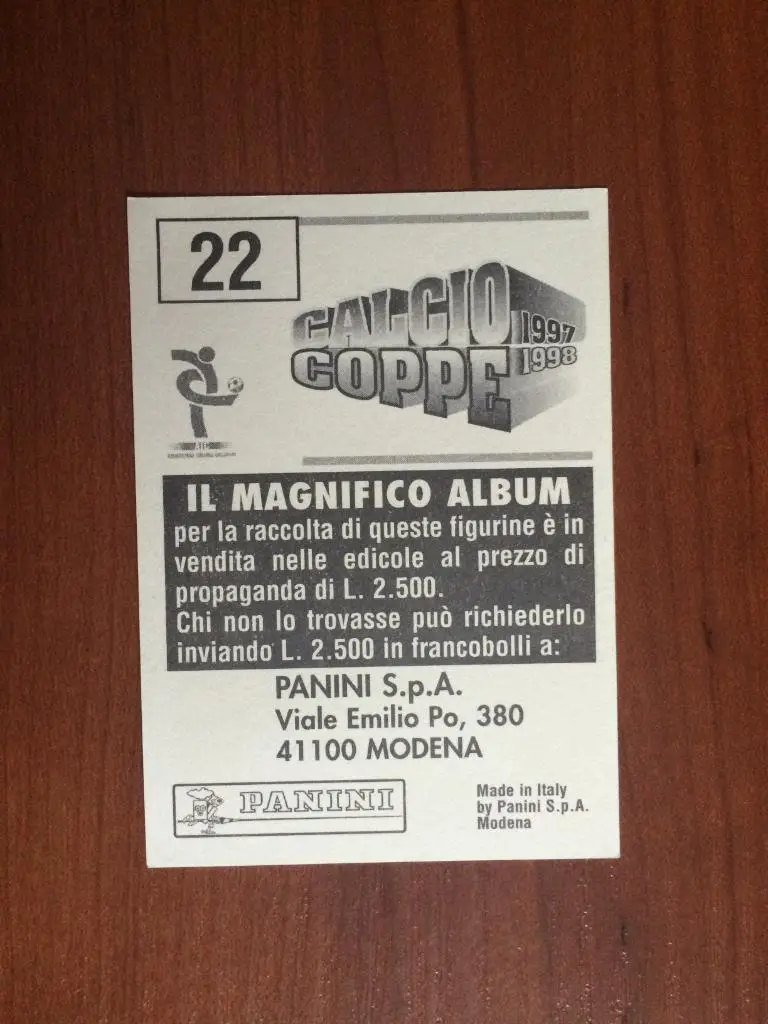 22
CALCIO 1997
COPPE 1998
IL MAGNIFICO ALBUM
per la raccolta di queste figurine è in
vendita nelle edicole al prezzo di
propaganda di L. 2.500.
Chi non lo trovasse può richiederlo
inviando L. 2.500 in francobolli a:
PANINI S.p.A.
Viale Emilio Po, 380
41100 MODENA
PANINI
Made in Italy
by Panini S.p.A.
Modena